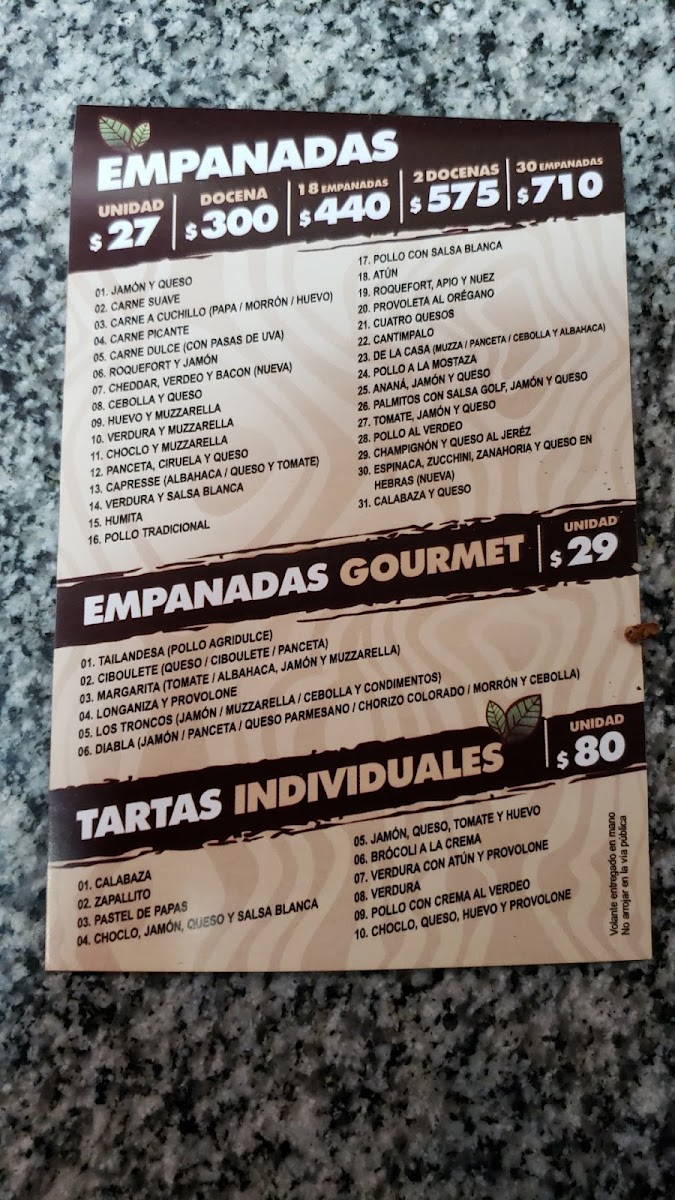 EMPANADAS
UNIDAD
$27
DOCENA
$300
18 EMPANADAS
$440
2 DOCENAS
$575
30 EMPANADAS
$710
01. JAMÓN Y QUESO
02. CARNE SUAVE
03. CARNE A CUCHILLO (PAPA / MORRÓN / HUEVO)
04. CARNE PICANTE
05. CARNE DULCE (CON PASAS DE UVA)
06. ROQUEFORT Y JAMÓN
07. CHEDDAR, VERDEO Y BACON (NUEVA)
08. CEBOLLA Y QUESO
09. HUEVO Y MUZZARELLA
10. VERDURA Y MUZZARELLA
11. CHOCLO Y MUZZARELLA
12. PANCETA, CIRUELA Y QUESO
13. CAPRESSE (ALBAHACA / QUESO Y TOMATE)
14. VERDURA Y SALSA BLANCA
15. HUMITA
16. POLLO TRADICIONAL
17. POLLO CON SALSA BLANCA
18. ATÚN
19. ROQUEFORT, APIO Y NUEZ
20. PROVOLETA AL ORÉGANO
21. CUATRO QUESOS
22. CANTIMPALO
23. DE LA CASA (MUZZA / PANCETA / CEBOLLA Y ALBAHACA)
24. POLLO A LA MOSTAZA
25. ANANÁ, JAMÓN Y QUESO
26. PALMITOS CON SALSA GOLF, JAMÓN Y QUESO
27. TOMATE, JAMÓN Y QUESO
28. POLLO AL VERDEO
29. CHAMPIGNÓN Y QUESO AL JERÉZ
30. ESPINACA, ZUCCHINI, ZANAHORIA Y QUESO EN
HEBRAS (NUEVA)
31. CALABAZA Y QUESO
EMPANADAS GOURMET
UNIDAD
$29
01. TAILANDESA (POLLO AGRIDULCE)
02. CIBOULETE (QUESO / CIBOULETE / PANCETA)
03. MARGARITA (TOMATE / ALBAHACA, JAMÓN Y MUZZARELLA)
04. LONGANIZA Y PROVOLONE
05. LOS TRONCOS (JAMÓN / MUZZARELLA / CEBOLLA Y CONDIMENTOS)
06. DIABLA (JAMÓN / PANCETA / QUESO PARMESANO / CHORIZO COLORADO / MORRÓN Y CEBOLLA)
TARTAS INDIVIDUALES
UNIDAD
$80
01. CALABAZA
02. ZAPALLITO
03. PASTEL DE PAPAS
04. CHOCLO, JAMÓN, QUESO Y SALSA BLANCA
05. JAMÓN, QUESO, TOMATE Y HUEVO
06. BRÓCOLI A LA CREMA
07. VERDURA CON ATÚN Y PROVOLONE
08. VERDURA
09. POLLO CON CREMA AL VERDEO
10. CHOCLO, QUESO, HUEVO Y PROVOLONE
Volante entregado en mano
No arrojar en la vía pública